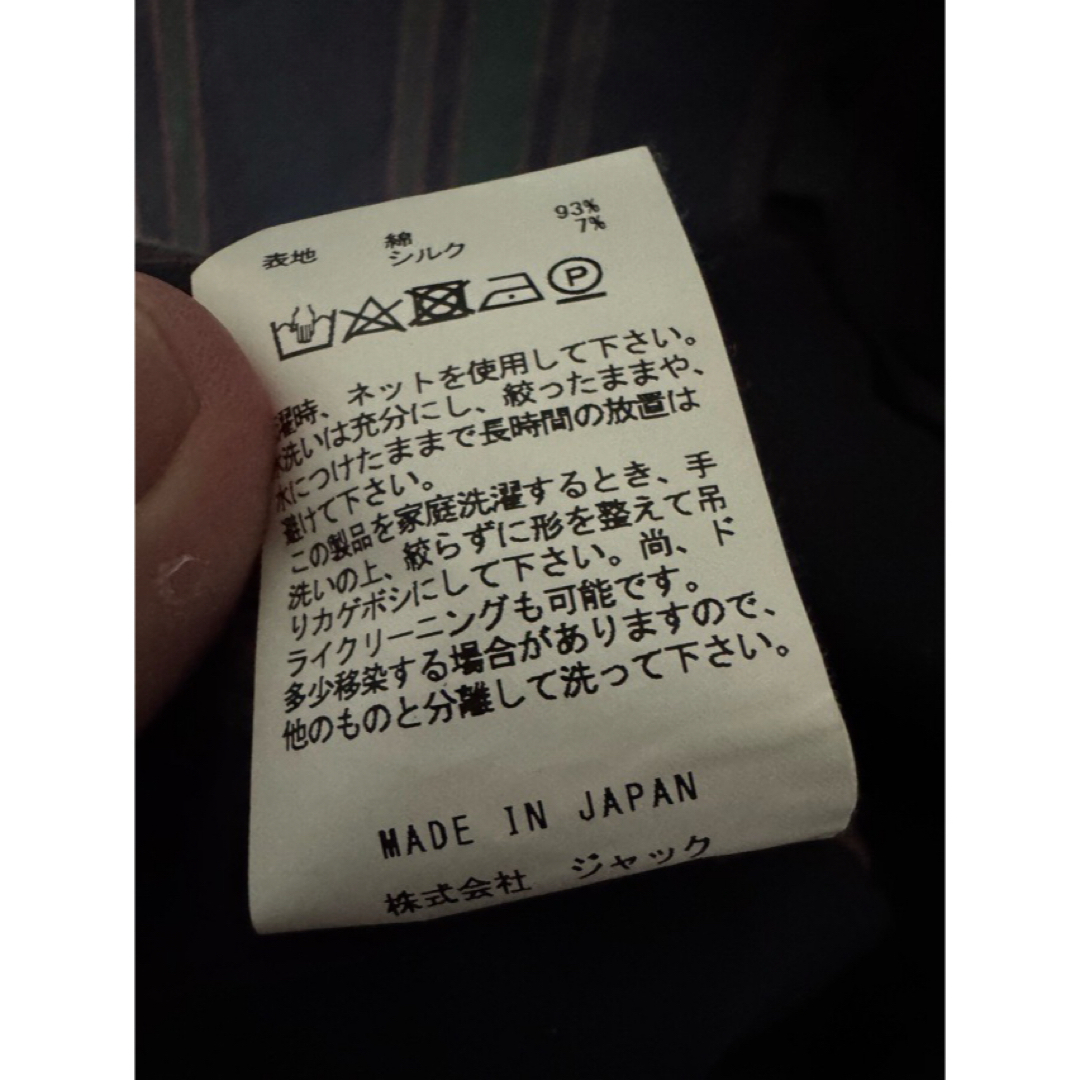 表地 綿 93%
シルク 7%
P
濯時、ネットを使用して下さい。
水洗いは充分にし、絞ったままや、
水につけたままで長時間の放置は
避けて下さい。
この製品を家庭洗濯するとき、手
洗いの上、絞らずに形を整えて吊
りカゲボシにして下さい。尚、ド
ライクリーニングも可能です。
多少移染する場合がありますので、
他のものと分離して洗って下さい。
MADE IN JAPAN
株式会社 ジャック